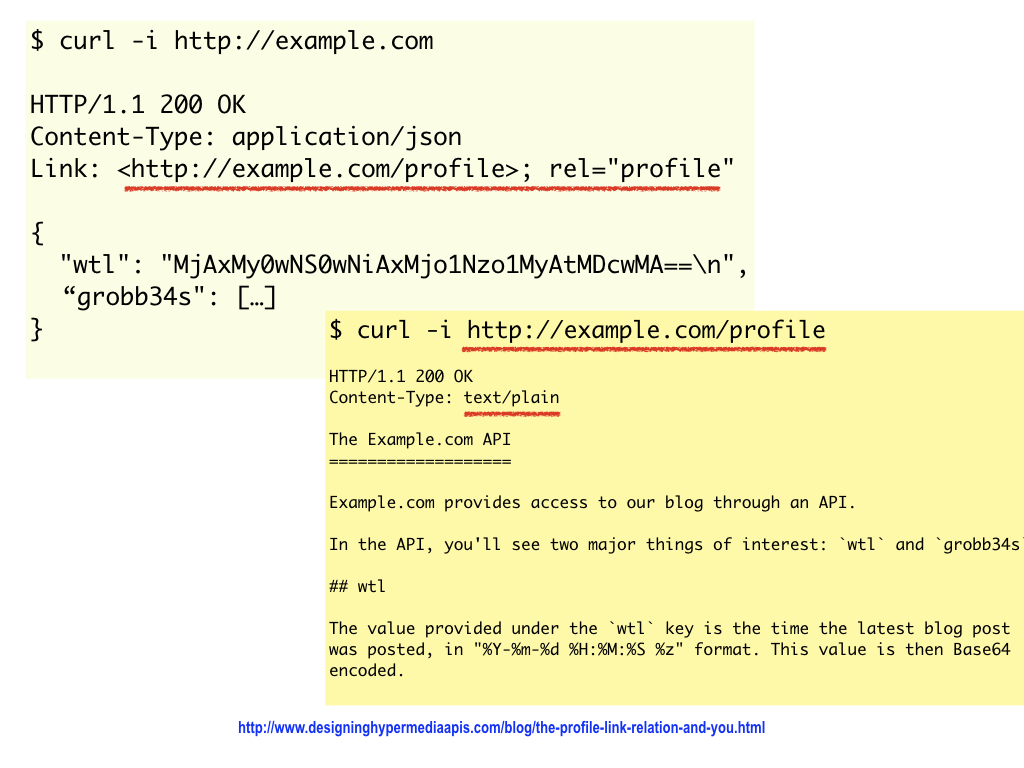 $ curl -i http://example.com
HTTP/1.1 200 OK
Content-Type: application/json
Link: <http://example.com/profile>; rel="profile"
{
"wtl": "MjAxMy0wNS0wNiAxMjo1Nzo1MyAtMDcwMA==\n",
“grobb34s": […]
}
$ curl -i http://example.com/profile
HTTP/1.1 200 OK
Content-Type: text/plain
The Example.com API
===================
Example.com provides access to our blog through an API.
In the API, you'll see two major things of interest: `wtl` and `grobb34s`
## wtl
The value provided under the `wtl` key is the time the latest blog post
was posted, in "%Y-%m-%d %H:%M:%S %z" format. This value is then Base64
encoded.
http://www.designinghypermediaapis.com/blog/the-profile-link-relation-and-you.html